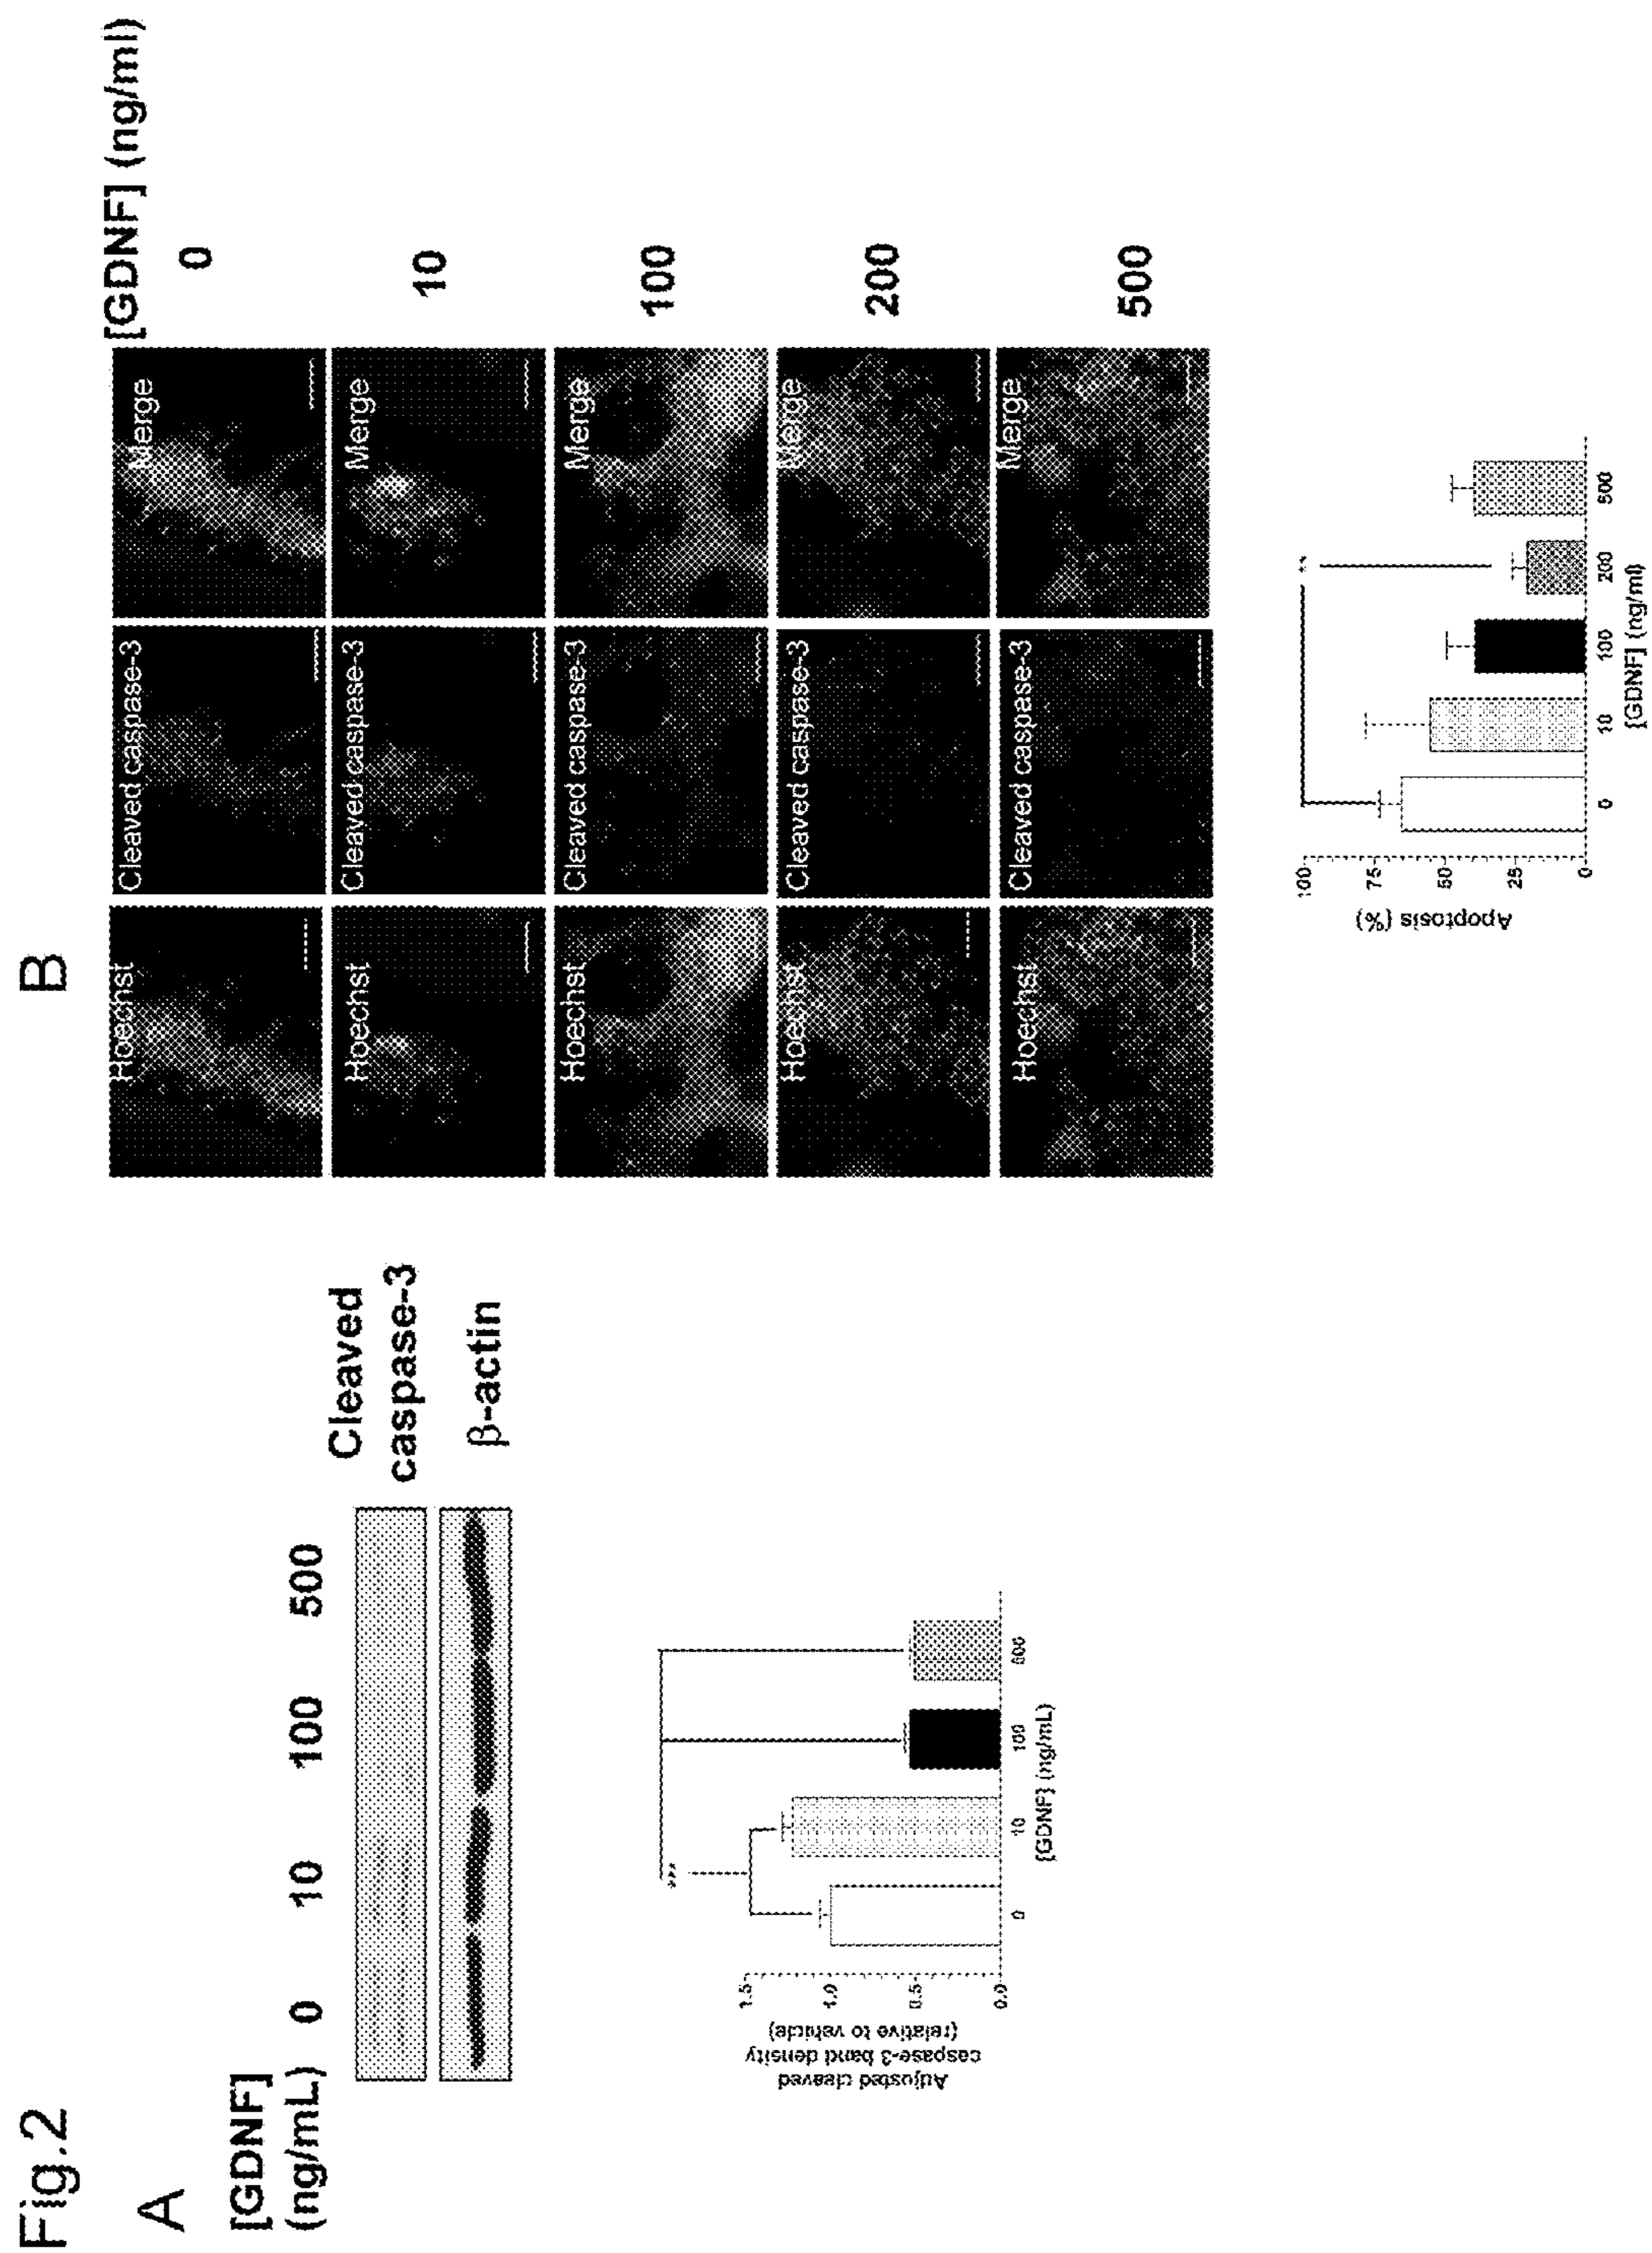 Fig.2
A
[GDNF]
(ng/mL)
0 10 100 500
Cleaved
caspase-3
β-actin
Adjusted cleaved
caspase-3 band density
(relative to vehicle)
1.5
1.0
0.5
0.0
***
0 10 100 500
[GDNF] (ng/mL)
B
[GDNF] (ng/ml)
Hoechst Cleaved caspase-3 Merge 0
Hoechst Cleaved caspase-3 Merge 10
Hoechst Cleaved caspase-3 Merge 100
Hoechst Cleaved caspase-3 Merge 200
Hoechst Cleaved caspase-3 Merge 500
Apoptosis (%)
100
75
50
25
0
**
0 10 100 200 500
[GDNF] (ng/ml)